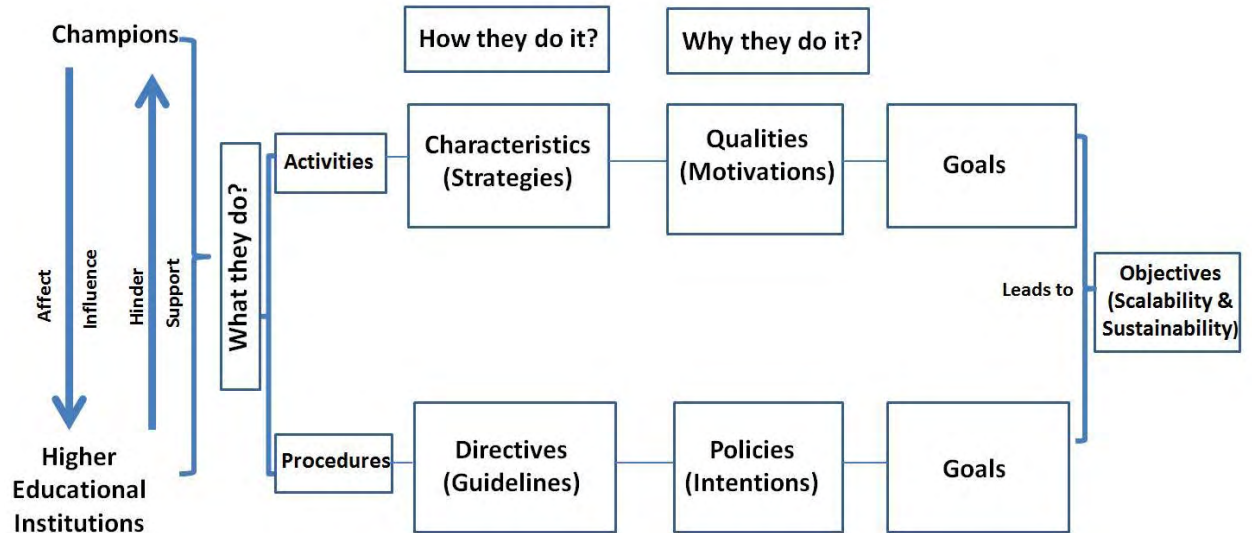 Champions
How they do it?
Why they do it?
Affect
Influence
Hinder
Support
What they do?
Activities
Characteristics
(Strategies)
Qualities
(Motivations)
Goals
Leads to
Objectives
(Scalability &
Sustainability)
Higher
Educational
Institutions
Procedures
Directives
(Guidelines)
Policies
(Intentions)
Goals